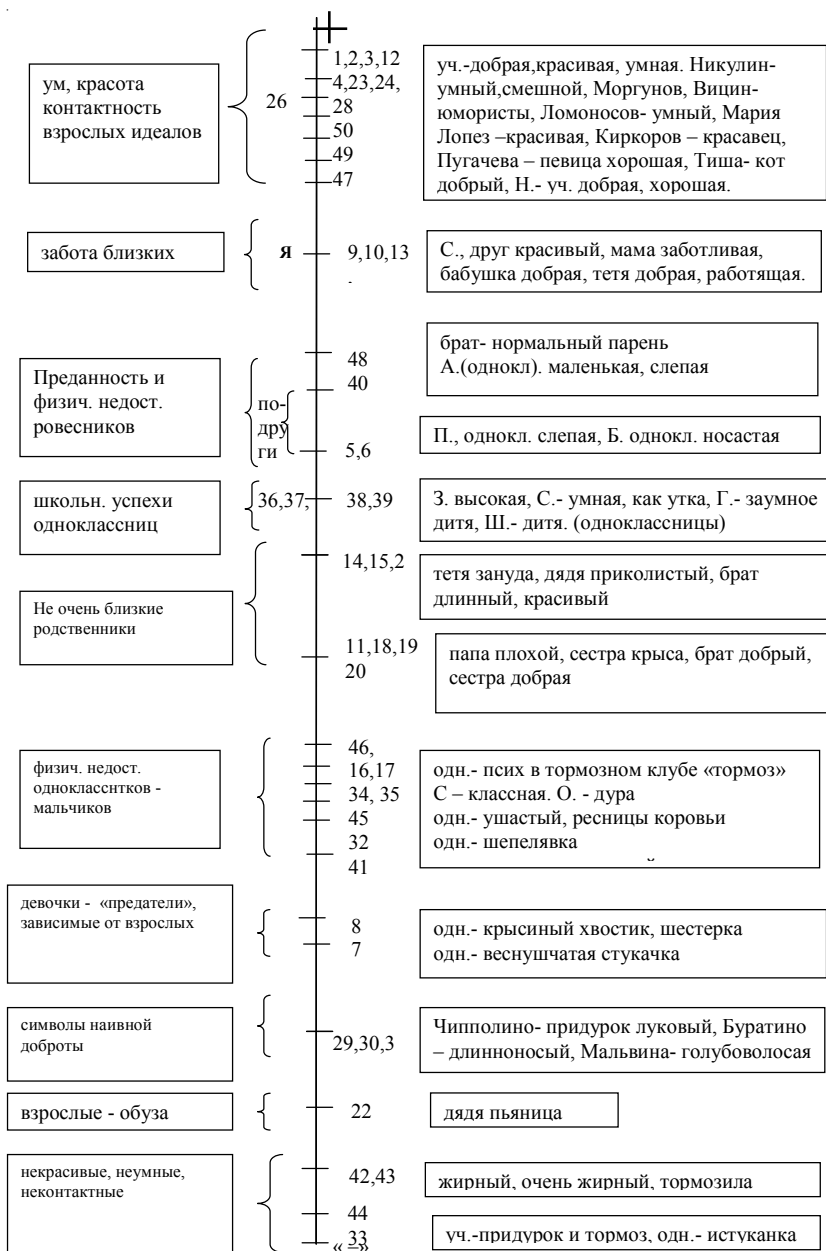 +
ум, красота
контактность
взрослых идеалов
26
1,2,3,12
4,23,24,
28
50
49
47
уч.-добрая,красивая, умная. Никулин-
умный,смешной, Моргунов, Вицин-
юмористы, Ломоносов- умный, Мария
Лопез –красивая, Киркоров – красавец,
Пугачева – певица хорошая, Тиша- кот
добрый, Н.- уч. добрая, хорошая.
забота близких
Я
9,10,13
С., друг красивый, мама заботливая,
бабушка добрая, тетя добрая, работящая.
Преданность и
физич. недост.
ровесников
по-
дру
ги
48
40
5,6
брат- нормальный парень
А.(однокл). маленькая, слепая
П., однокл. слепая, Б. однокл. носастая
школьн. успехи
одноклассниц
36,37,
38,39
З. высокая, С.- умная, как утка, Г.- заумное
дитя, Ш.- дитя. (одноклассницы)
Не очень близкие
родственники
14,15,2
тетя зануда, дядя приколистый, брат
длинный, красивый
11,18,19
20
папа плохой, сестра крыса, брат добрый,
сестра добрая
физич. недост.
однокласснтков -
мальчиков
46,
16,17
34, 35
45
32
41
одн.- псих в тормозном клубе «тормоз»
С – классная. О. - дура
одн.- ушастый, ресницы коровьи
одн.- шепелявка
девочки - «предатели»,
зависимые от взрослых
8
7
одн.- крысиный хвостик, шестерка
одн.- веснушчатая стукачка
символы наивной
доброты
29,30,3
Чипполино- придурок луковый, Буратино
– длинноносый, Мальвина- голубоволосая
взрослые - обуза
22
дядя пьяница
некрасивые, неумные,
неконтактные
42,43
44
33
« –»
жирный, очень жирный, тормозила
уч.-придурок и тормоз, одн.- истуканка